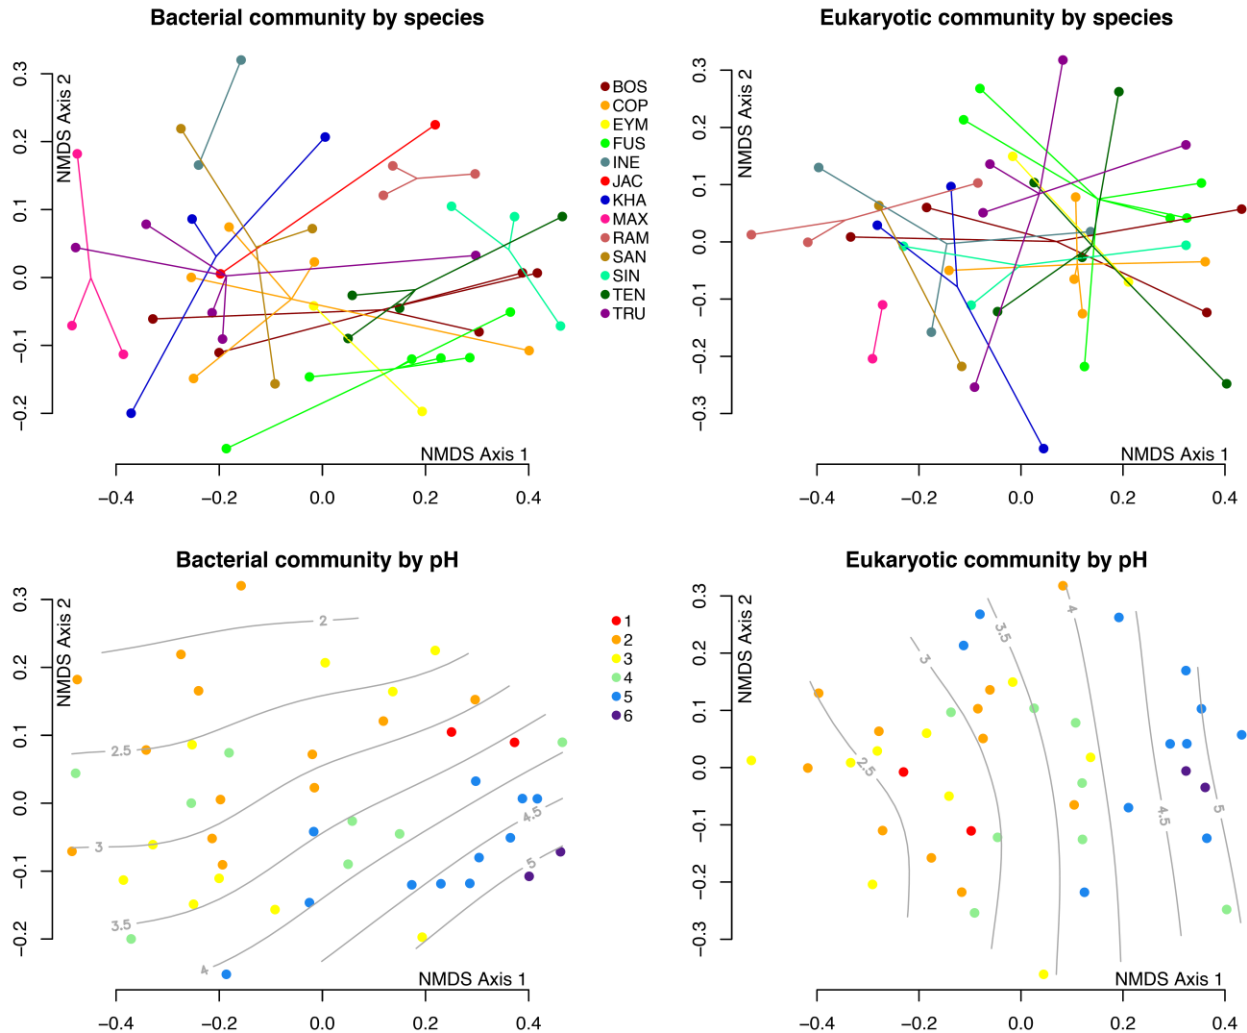 Bacterial community by species
NMDS Axis 2
0.3
0.2
0.1
0.0
−0.1
−0.2
NMDS Axis 1
−0.4 −0.2 0.0 0.2 0.4
BOS
COP
EYM
FUS
INE
JAC
KHA
MAX
RAM
SAN
SIN
TEN
TRU
Eukaryotic community by species
NMDS Axis 2
0.3
0.2
0.1
0.0
−0.1
−0.2
−0.3
NMDS Axis 1
−0.4 −0.2 0.0 0.2 0.4
Bacterial community by pH
NMDS Axis 2
0.3
0.2
0.1
0.0
−0.1
−0.2
2
2.5
3
3.5
4
4.5
5
NMDS Axis 1
−0.4 −0.2 0.0 0.2 0.4
1
2
3
4
5
6
Eukaryotic community by pH
NMDS Axis 2
0.3
0.2
0.1
0.0
−0.1
−0.2
−0.3
2.5
3
3.5
4
4.5
5
NMDS Axis 1
−0.4 −0.2 0.0 0.2 0.4